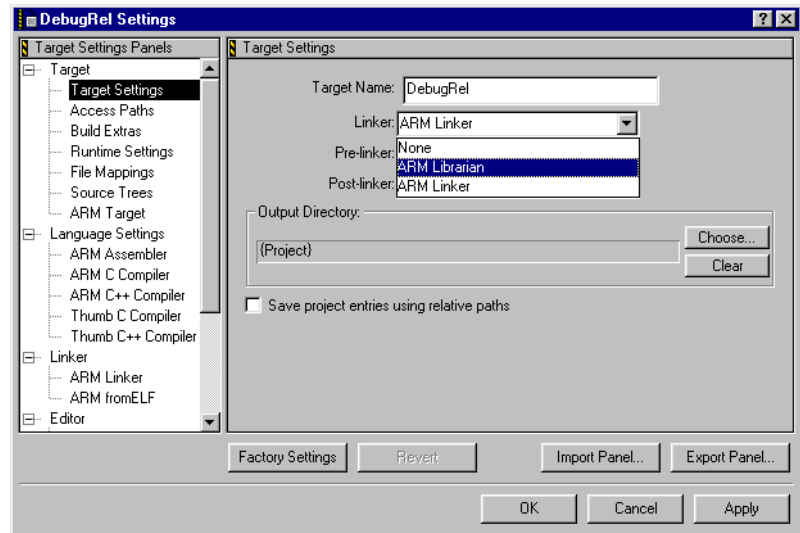 DebugRel Settings
Target Settings Panels
Target
Target Settings
Access Paths
Build Extras
Runtime Settings
File Mappings
Source Trees
ARM Target
Language Settings
ARM Assembler
ARM C Compiler
ARM C++ Compiler
Thumb C Compiler
Thumb C++ Compiler
Linker
ARM Linker
ARM fromELF
Editor
Target Settings
Target Name: DebugRel
Linker: ARM Linker
Pre-linker: None
ARM Librarian
Post-linker: ARM Linker
Output Directory:
{Project}
Choose...
Clear
Save project entries using relative paths
Factory Settings
Revert
Import Panel...
Export Panel...
OK
Cancel
Apply